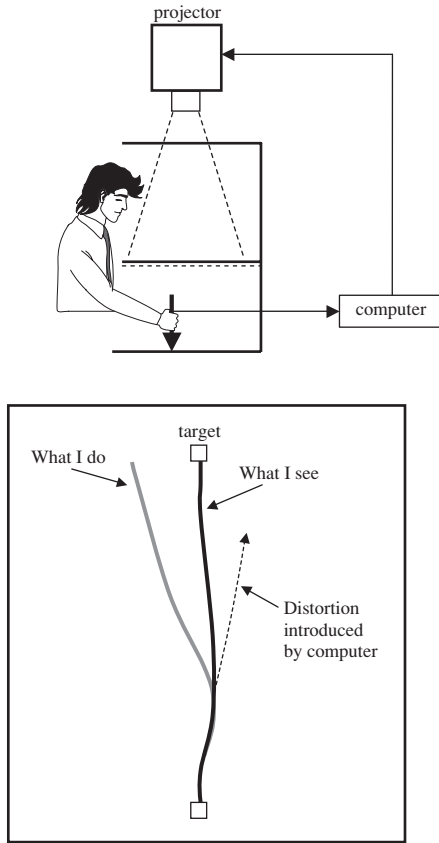 projector
computer
target
What I do
What I see
Distortion
introduced
by computer